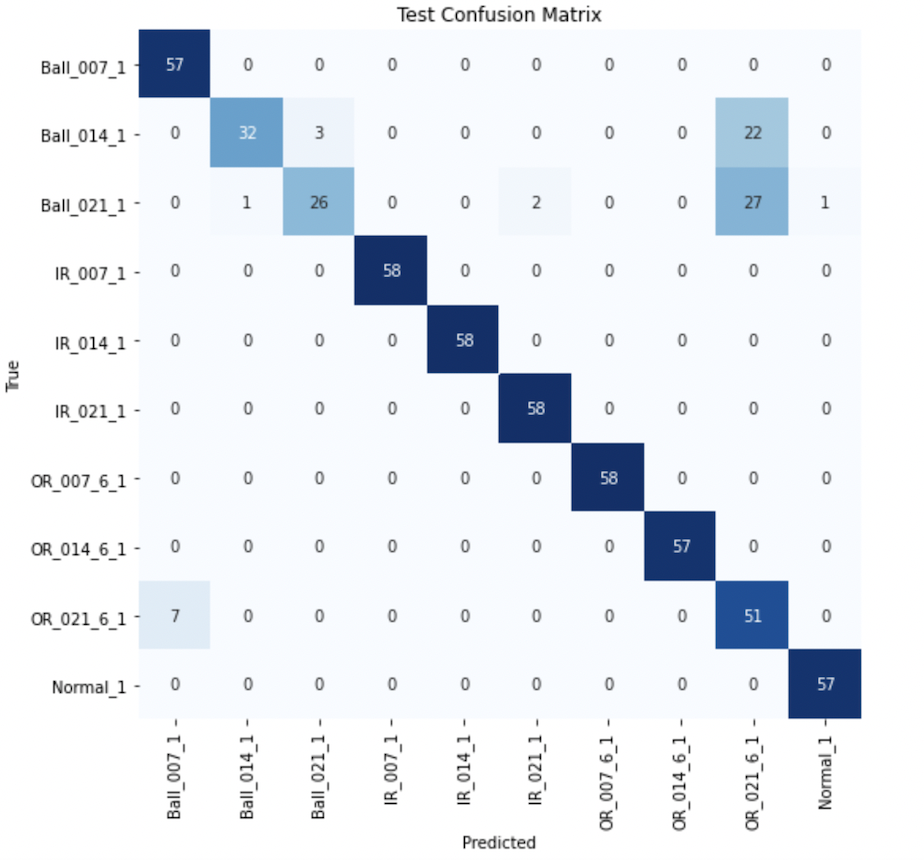 Test Confusion Matrix
Ball_007_1 57 0 0 0 0 0 0 0 0 0
Ball_014_1 0 32 3 0 0 0 0 0 22 0
Ball_021_1 0 1 26 0 0 2 0 0 27 1
IR_007_1 0 0 0 58 0 0 0 0 0 0
IR_014_1 0 0 0 0 58 0 0 0 0 0
True
IR_021_1 0 0 0 0 0 58 0 0 0 0
OR_007_6_1 0 0 0 0 0 0 58 0 0 0
OR_014_6_1 0 0 0 0 0 0 0 57 0 0
OR_021_6_1 7 0 0 0 0 0 0 0 51 0
Normal_1 0 0 0 0 0 0 0 0 0 57
Ball_007_1 Ball_014_1 Ball_021_1 IR_007_1 IR_014_1 IR_021_1 OR_007_6_1 OR_014_6_1 OR_021_6_1 Normal_1
Predicted